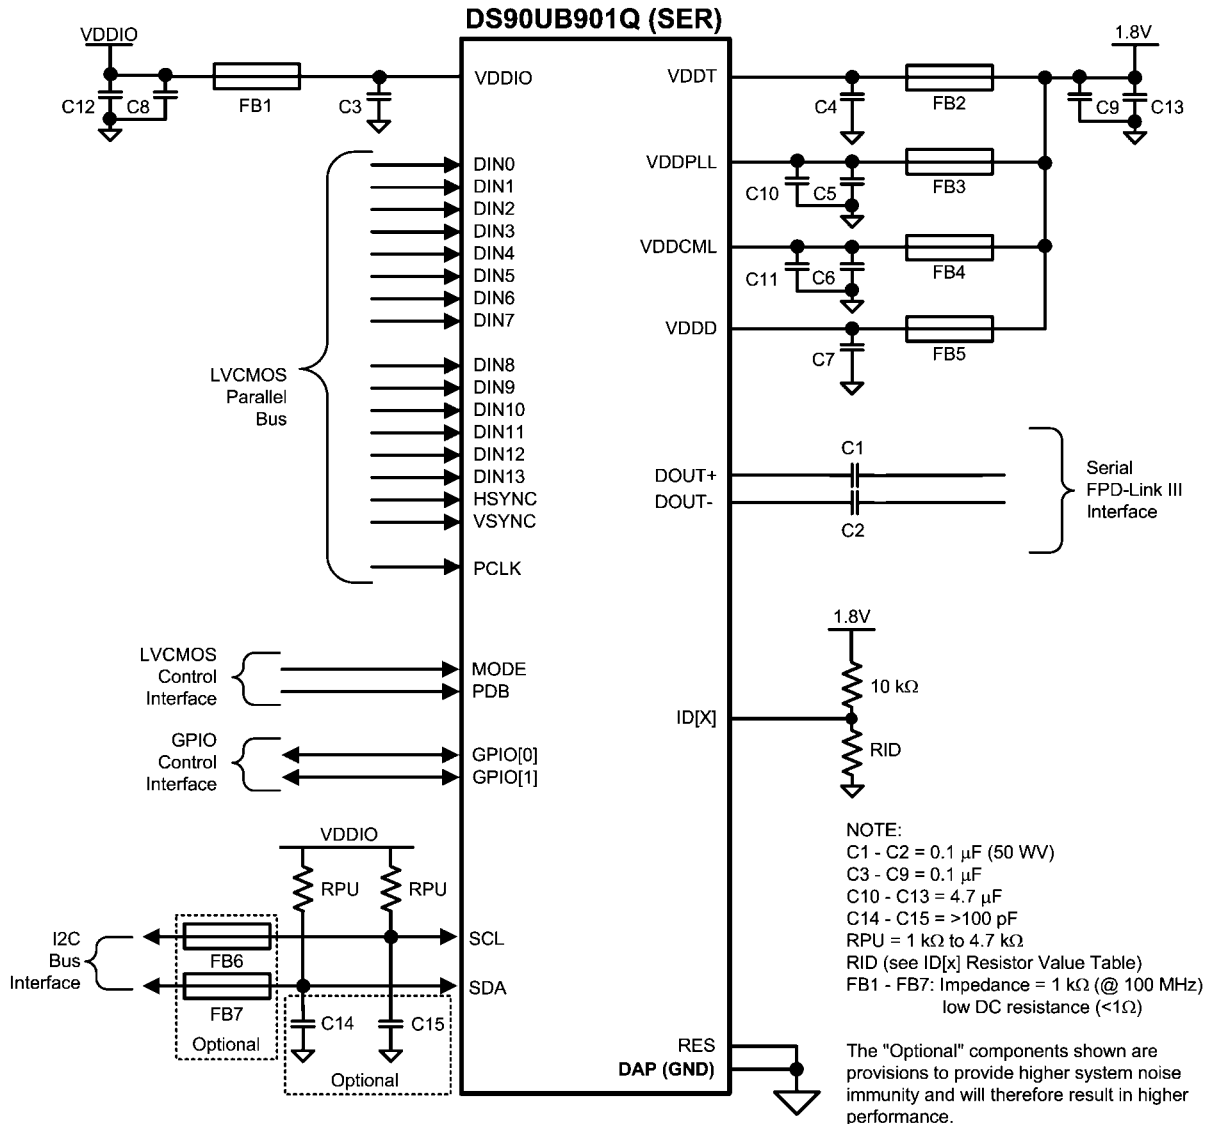 DS90UB901Q (SER)
VDDIO
C12
C8
FB1
C3
VDDIO
VDDT
C4
FB2
1.8V
C9
C13
VDDPLL
C10
C5
FB3
VDDCML
C11
C6
FB4
VDDD
C7
FB5
LVCMOS
Parallel
Bus
DIN0
DIN1
DIN2
DIN3
DIN4
DIN5
DIN6
DIN7
DIN8
DIN9
DIN10
DIN11
DIN12
DIN13
HSYNC
VSYNC
PCLK
DOUT+
DOUT-
C1
C2
Serial
FPD-Link III
Interface
LVCMOS
Control
Interface
MODE
PDB
GPIO
Control
Interface
GPIO[0]
GPIO[1]
1.8V
10 kΩ
ID[X]
RID
VDDIO
RPU
RPU
I2C
Bus
Interface
FB6
FB7
Optional
SCL
SDA
C14
C15
Optional
RES
DAP (GND)
NOTE:
C1 - C2 = 0.1 μF (50 WV)
C3 - C9 = 0.1 μF
C10 - C13 = 4.7 μF
C14 - C15 = >100 pF
RPU = 1 kΩ to 4.7 kΩ
RID (see ID[x] Resistor Value Table)
FB1 - FB7: Impedance = 1 kΩ (@ 100 MHz)
low DC resistance (<1Ω)
The "Optional" components shown are
provisions to provide higher system noise
immunity and will therefore result in higher
performance.